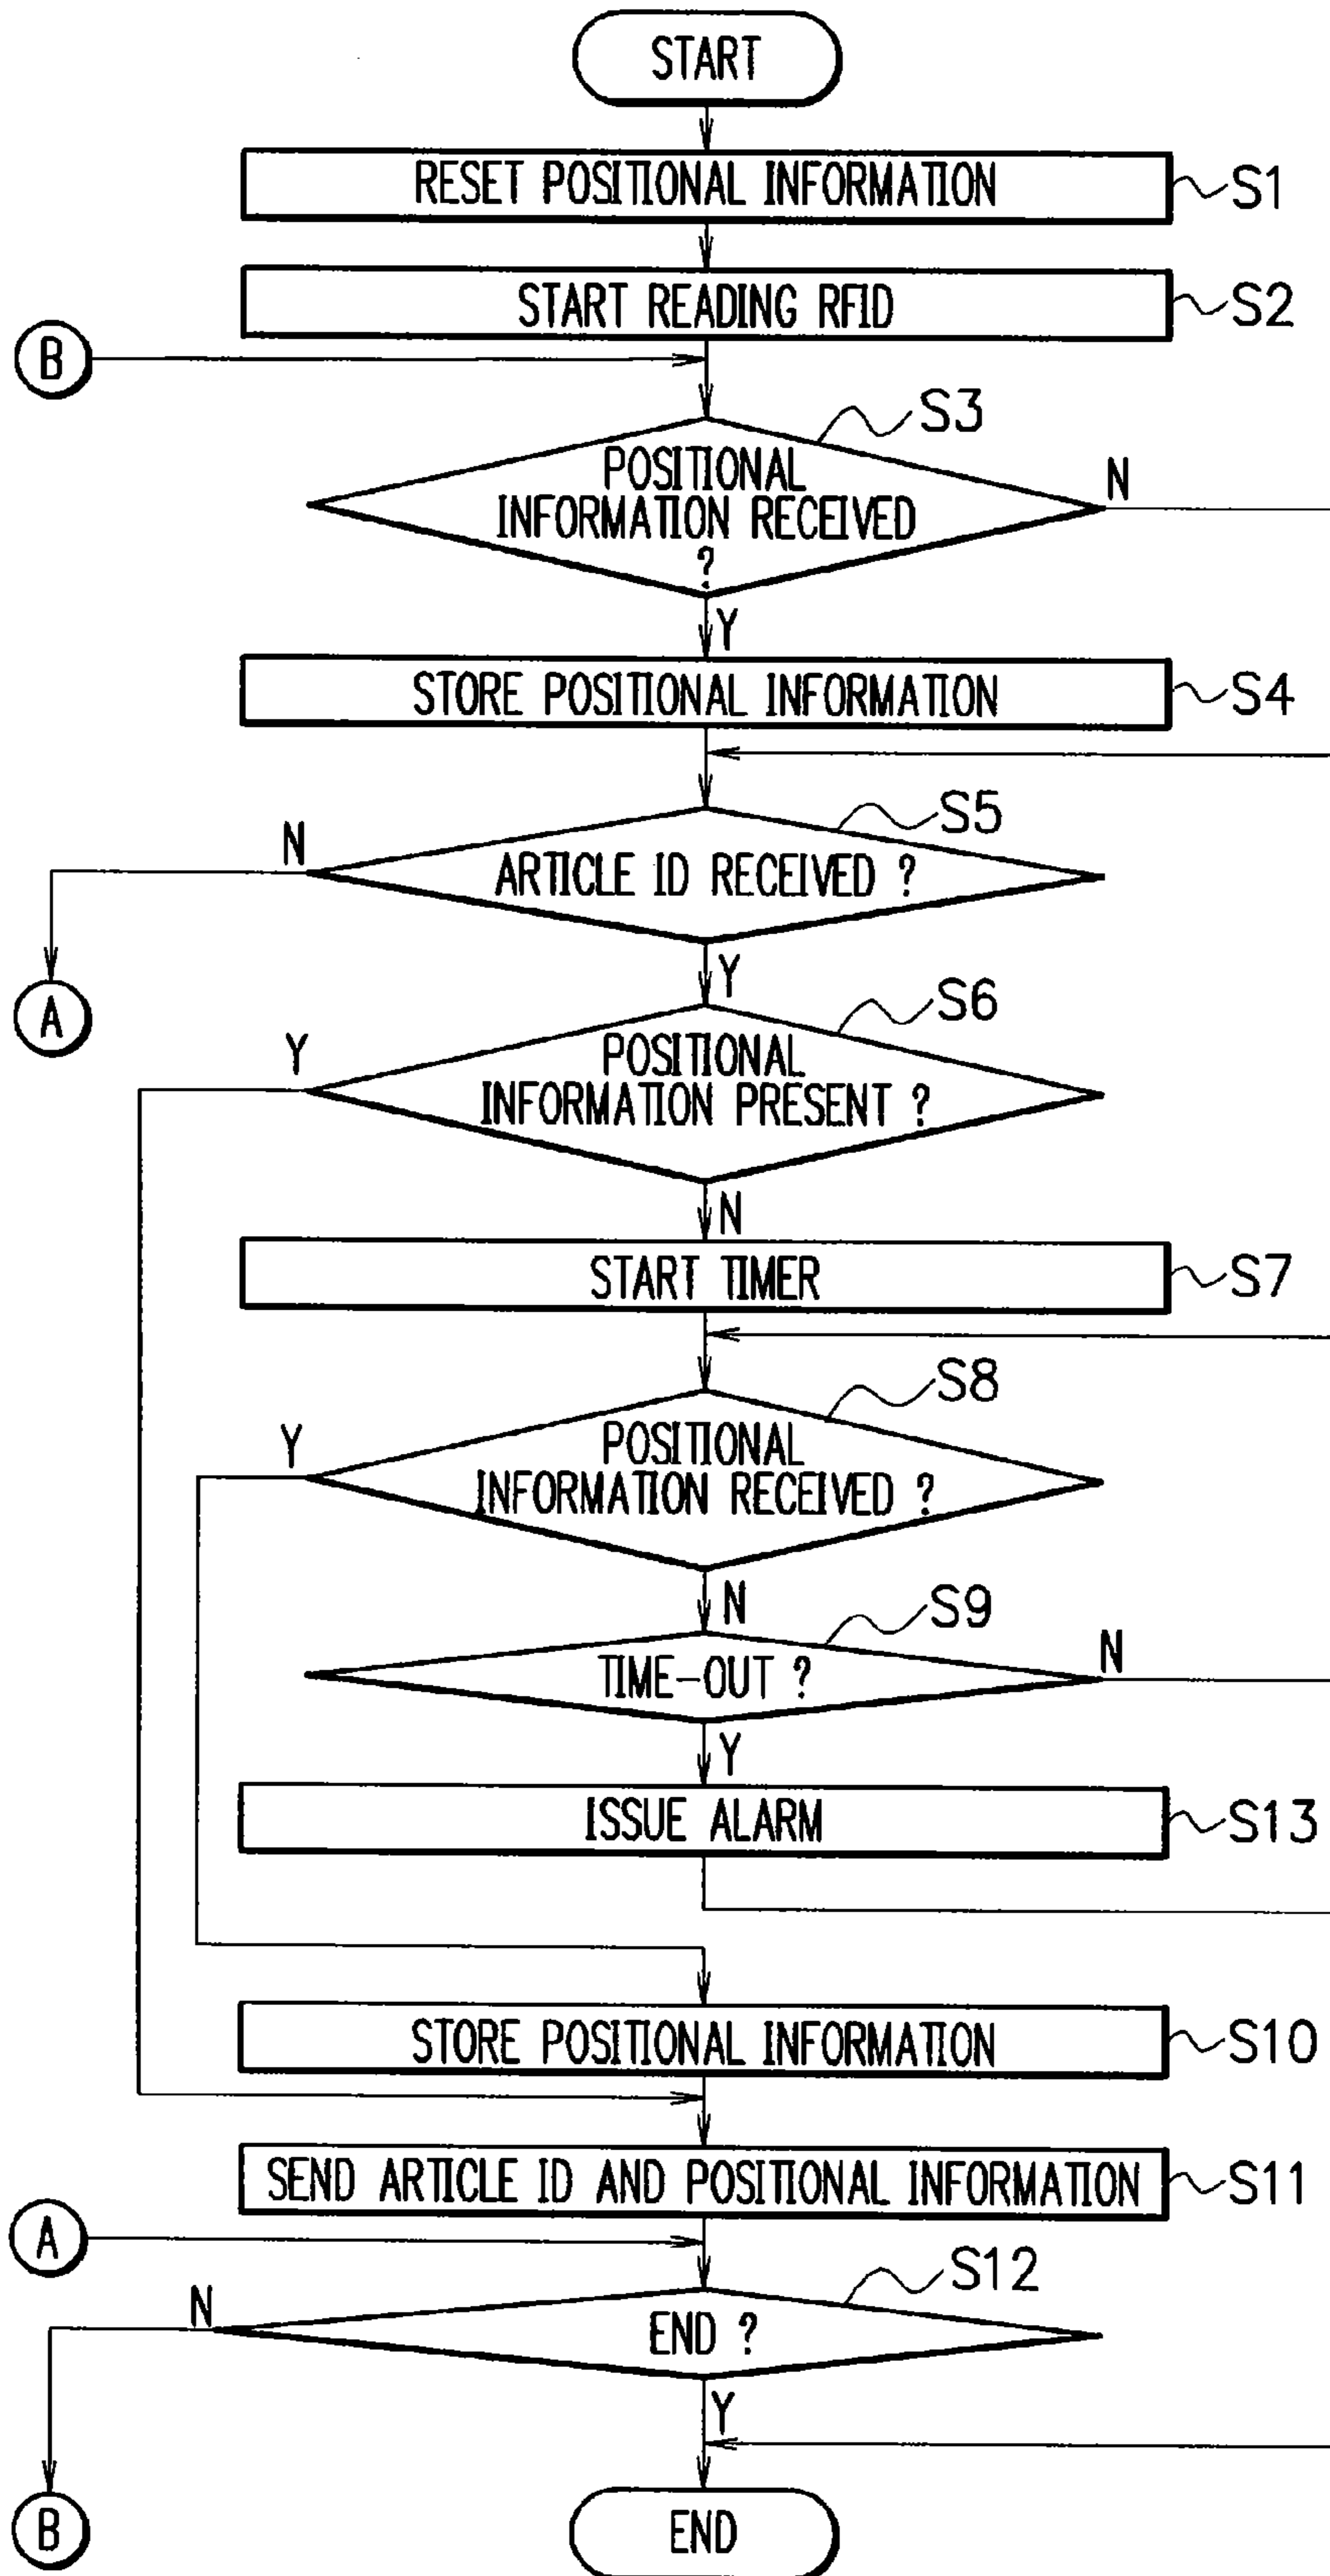 START
RESET POSITIONAL INFORMATION
S1
START READING RFID
S2
B
S3
POSITIONAL
INFORMATION RECEIVED
?
N
Y
STORE POSITIONAL INFORMATION
S4
S5
N
ARTICLE ID RECEIVED ?
Y
A
S6
Y
POSITIONAL
INFORMATION PRESENT ?
N
START TIMER
S7
S8
Y
POSITIONAL
INFORMATION RECEIVED ?
N
S9
TIME-OUT ?
N
Y
ISSUE ALARM
S13
STORE POSITIONAL INFORMATION
S10
SEND ARTICLE ID AND POSITIONAL INFORMATION
S11
A
S12
N
END ?
Y
B
END